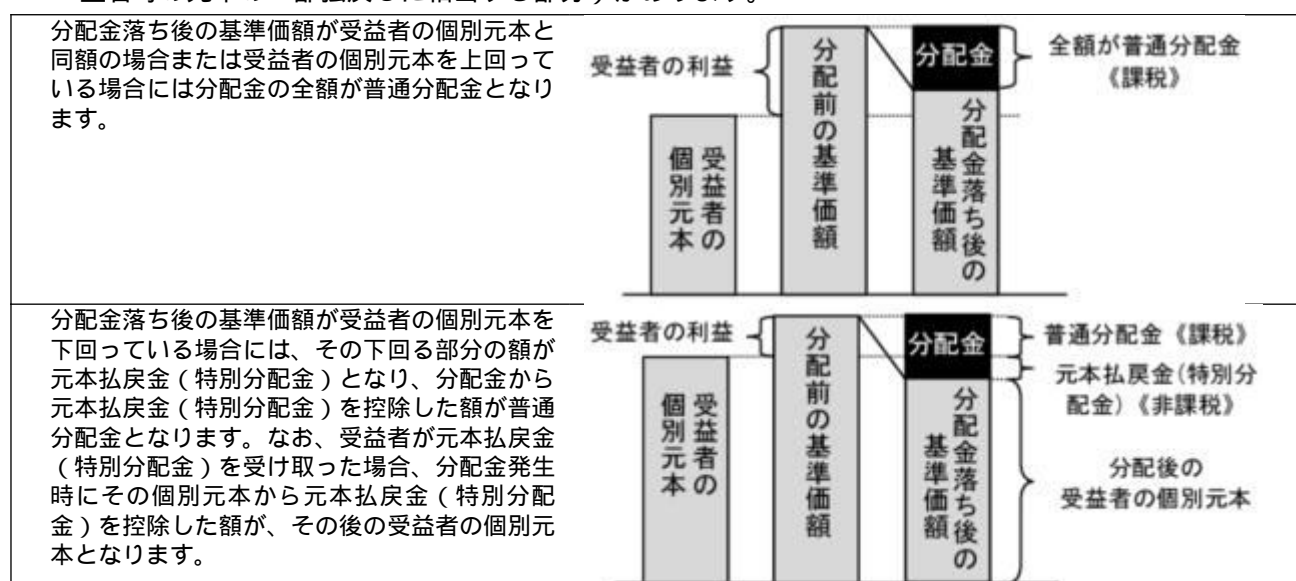 分配金落ち後の基準価額が受益者の個別元本と
同額の場合または受益者の個別元本を上回って
いる場合には分配金の全額が普通分配金となり
ます。
受益者の利益
受益者の
個別元本
分配前の基準価額
分配金
分配金落ち後の
基準価額
全額が普通分配金
《課税》
分配金落ち後の基準価額が受益者の個別元本を
下回っている場合には、その下回る部分の額が
元本払戻金（特別分配金）となり、分配金から
元本払戻金（特別分配金）を控除した額が普通
分配金となります。なお、受益者が元本払戻金
（特別分配金）を受け取った場合、分配金発生
時にその個別元本から元本払戻金（特別分配
金）を控除した額が、その後の受益者の個別元
本となります。
受益者の利益
受益者の
個別元本
分配前の基準価額
分配金
分配金落ち後の
基準価額
普通分配金《課税》
元本払戻金(特別分
配金)《非課税》
分配後の
受益者の個別元本